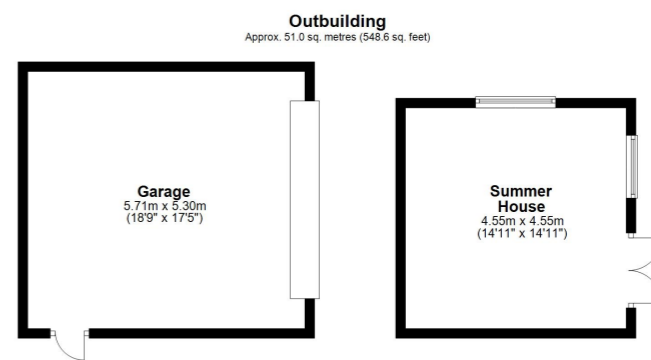 Outbuilding
Approx. 51.0 sq. metres (548.6 sq. feet)
Garage
5.71m x 5.30m
(18'9" x 17'5")
Summer
House
4.55m x 4.55m
(14'11" x 14'11")